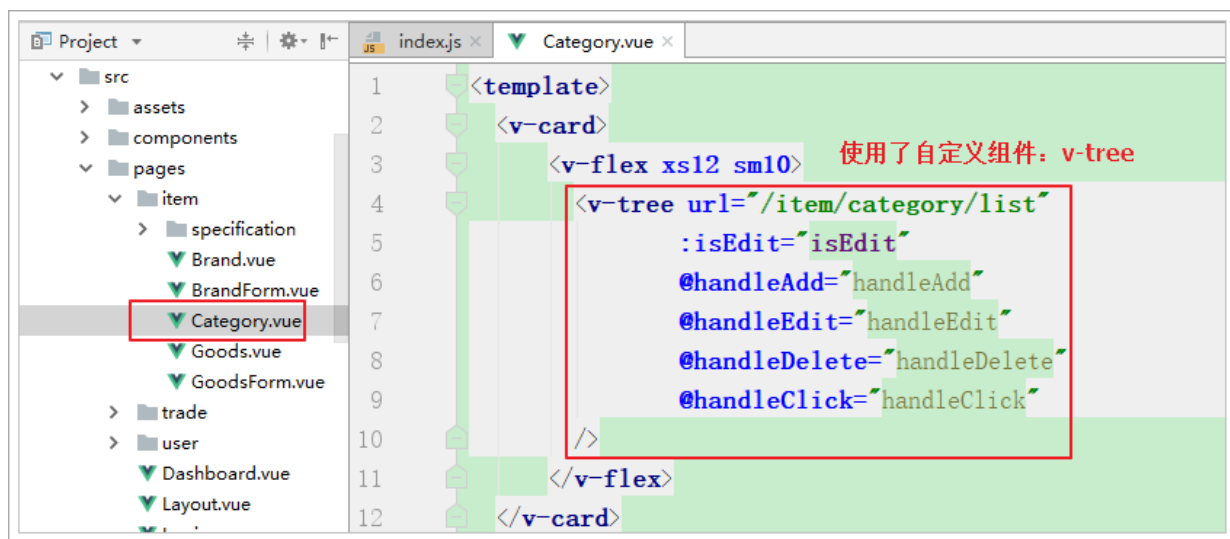 Project
index.js
Category.vue
src
assets
components
pages
item
specification
Brand.vue
BrandForm.vue
Category.vue
Goods.vue
GoodsForm.vue
trade
user
Dashboard.vue
Layout.vue
1 <template>
2 <v-card>
3 <v-flex xs12 sm10>
使用了自定义组件：v-tree
4 <v-tree url="/item/category/list"
5 :isEdit="isEdit"
6 @handleAdd="handleAdd"
7 @handleEdit="handleEdit"
8 @handleDelete="handleDelete"
9 @handleClick="handleClick"
10 />
11 </v-flex>
12 </v-card>